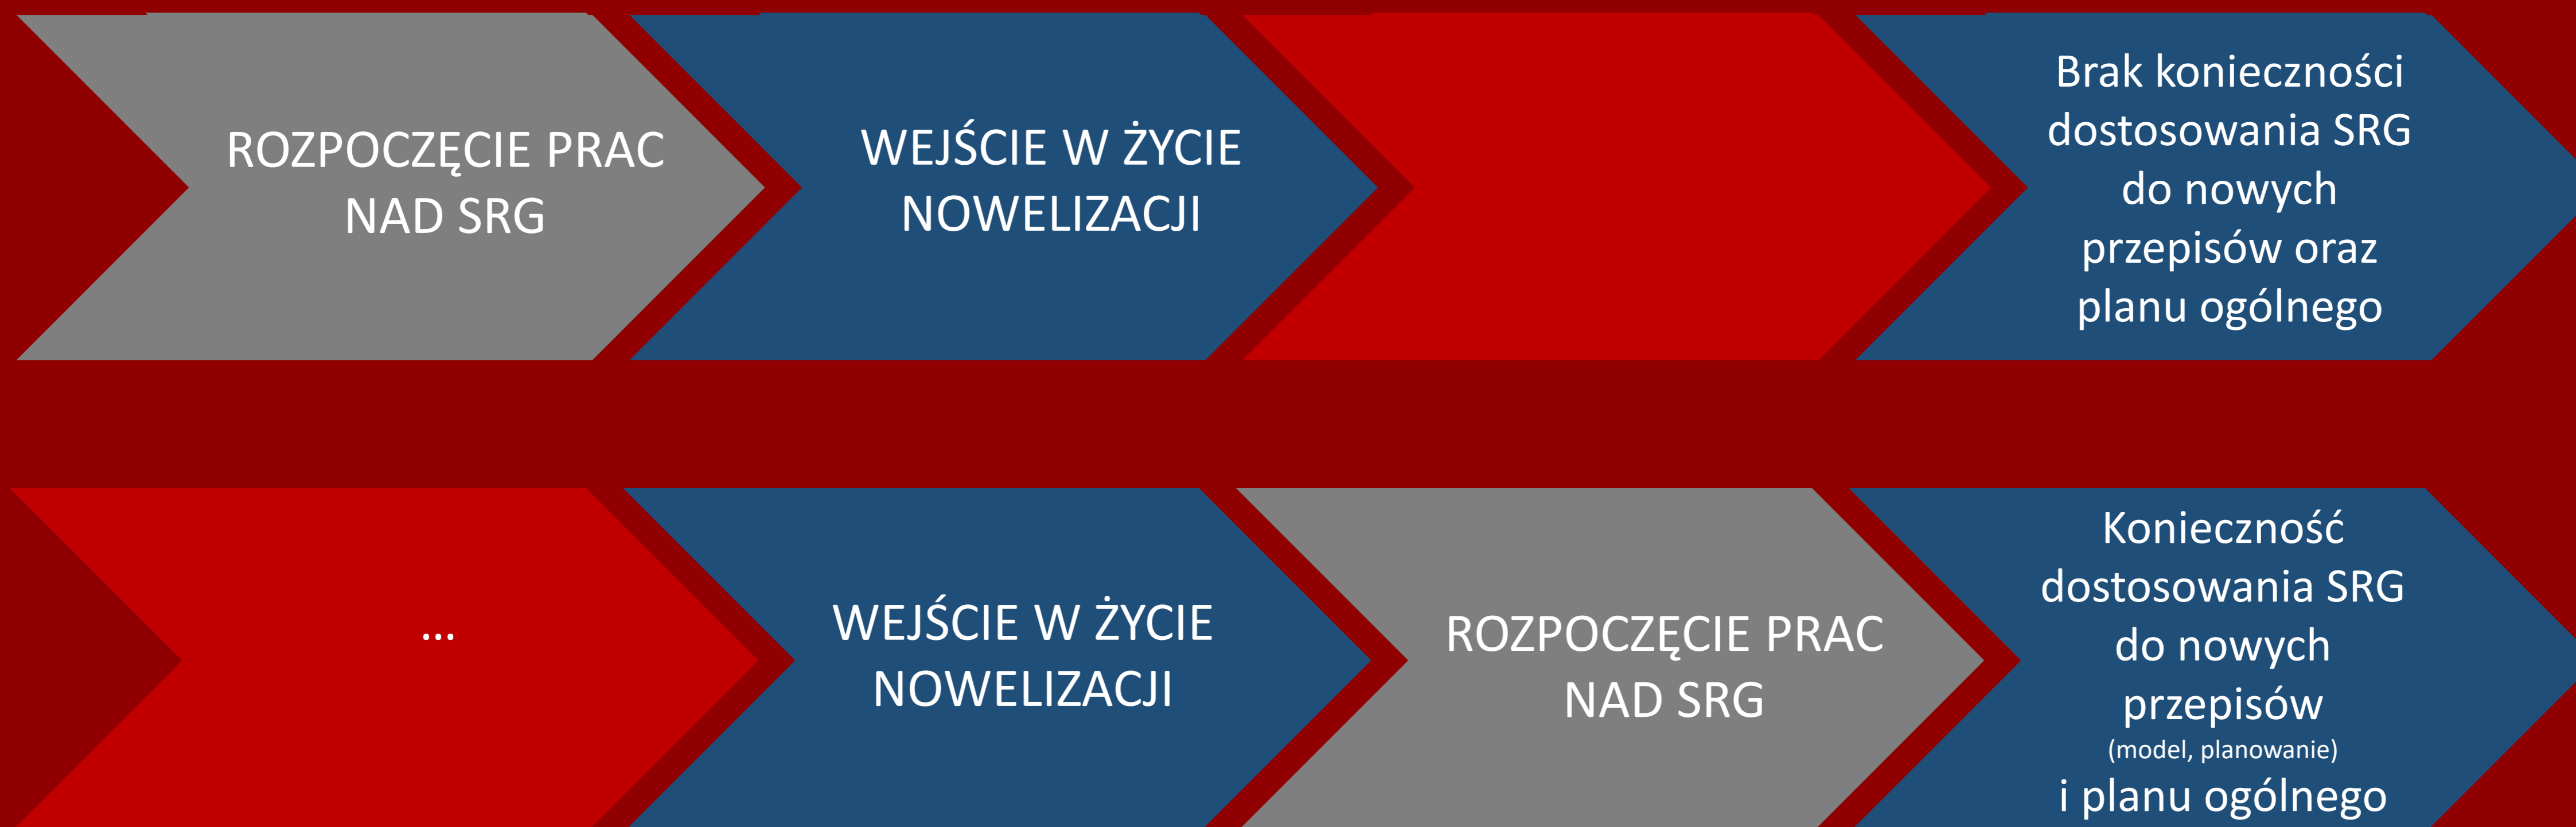 ROZPOCZĘCIE PRAC
NAD SRG
WEJŚCIE W ŻYCIE
NOWELIZACJI
Brak konieczności
dostosowania SRG
do nowych
przepisów oraz
planu ogólnego
...
WEJŚCIE W ŻYCIE
NOWELIZACJI
ROZPOCZĘCIE PRAC
NAD SRG
Konieczność
dostosowania SRG
do nowych
przepisów
(model, planowanie)
i planu ogólnego